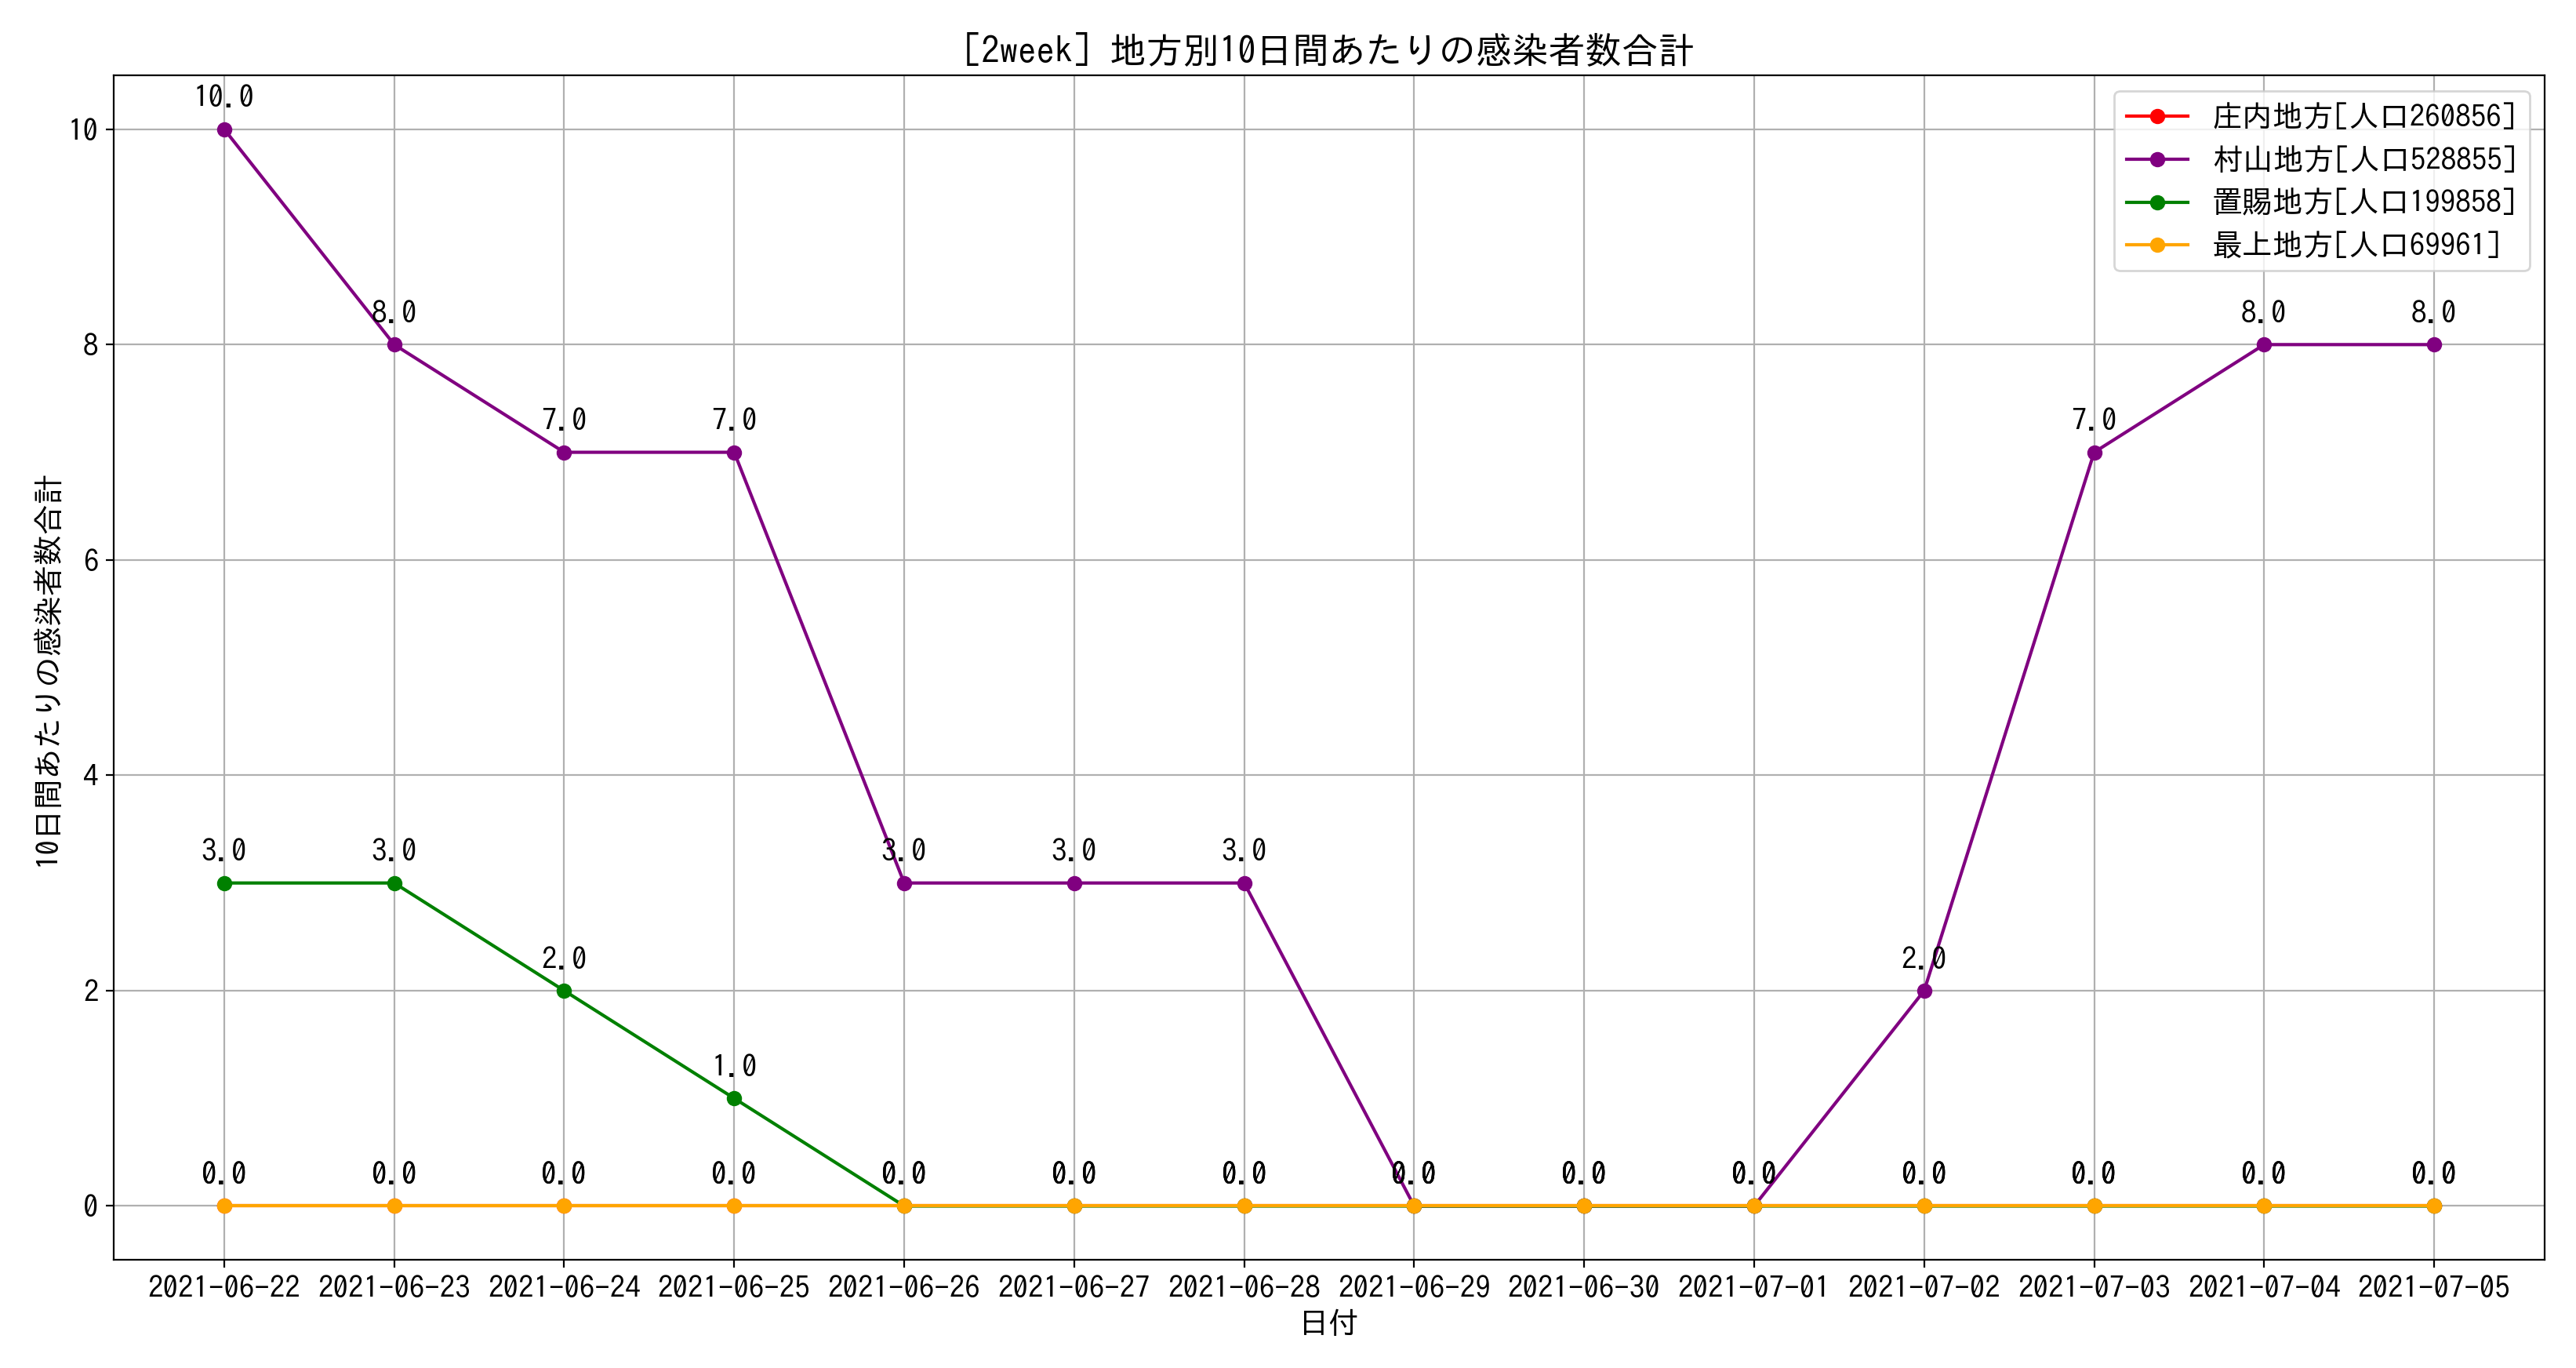 [2week] 地方別10日間あたりの感染者数合計
10日間あたりの感染者数合計
10
8
6
4
2
0
庄内地方[人口260856]
村山地方[人口528855]
置賜地方[人口199858]
最上地方[人口69961]
10.0
8.0 8.0 8.0
7.0 7.0 7.0
3.0 3.0 3.0 3.0 3.0
2.0 2.0
1.0
0.0 0.0 0.0 0.0 0.0 0.0 0.0 0.0 0.0 0.0 0.0 0.0 0.0 0.0
2021-06-22 2021-06-23 2021-06-24 2021-06-25 2021-06-26 2021-06-27 2021-06-28 2021-06-29 2021-06-30 2021-07-01 2021-07-02 2021-07-03 2021-07-04 2021-07-05
日付